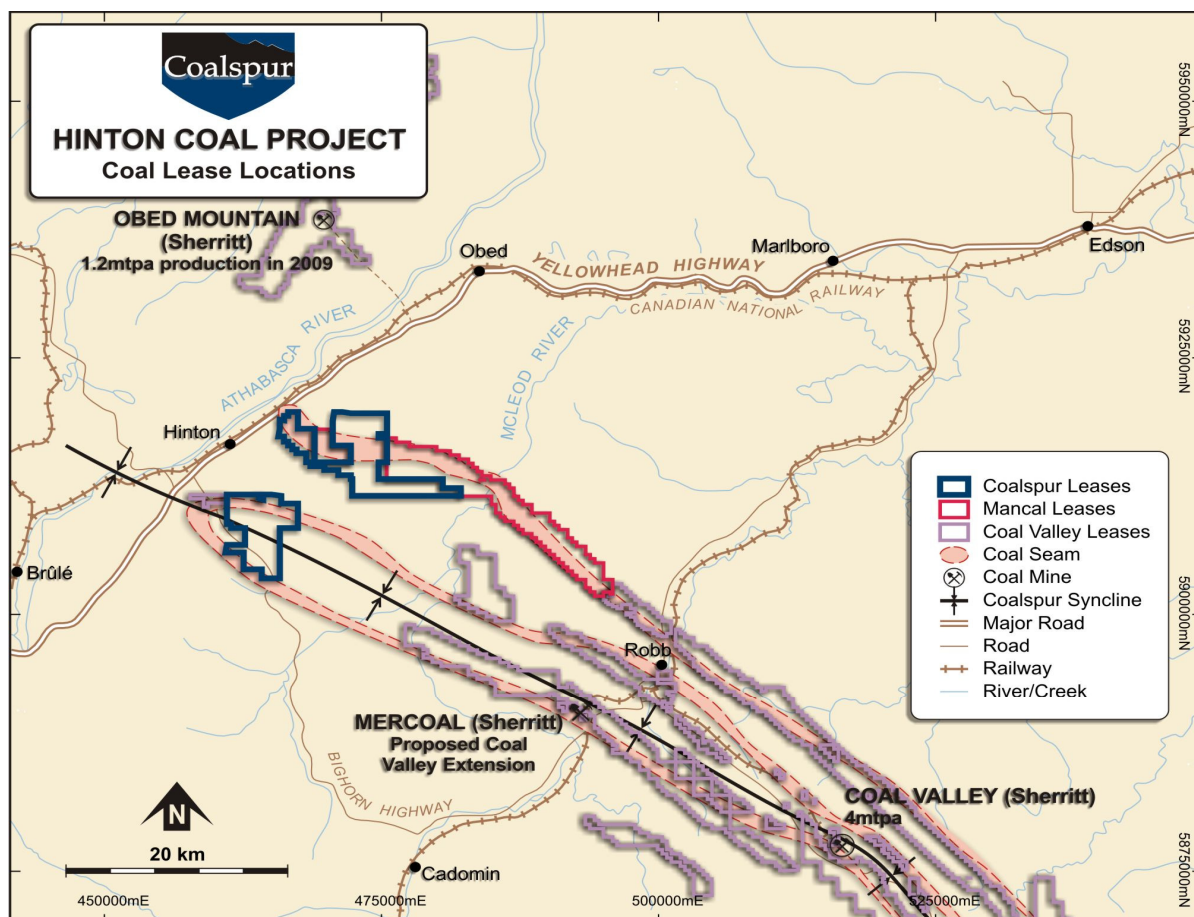 Coalspur
HINTON COAL PROJECT
Coal Lease Locations
OBED MOUNTAIN
(Sherritt)
1.2mtpa production in 2009
Obed
Marlboro
Edson
YELLOWHEAD HIGHWAY
CANADIAN NATIONAL RAILWAY
ATHABASCA RIVER
MCLEOD RIVER
Hinton
Brûlé
Robb
MERCOAL (Sherritt)
Proposed Coal
Valley Extension
BIGHORN HIGHWAY
COAL VALLEY (Sherritt)
4mtpa
Cadomin
N
20 km
Coalspur Leases
Mancal Leases
Coal Valley Leases
Coal Seam
Coal Mine
Coalspur Syncline
Major Road
Road
Railway
River/Creek
5950000mN
5925000mN
5900000mN
5875000mN
450000mE
475000mE
500000mE
525000mE